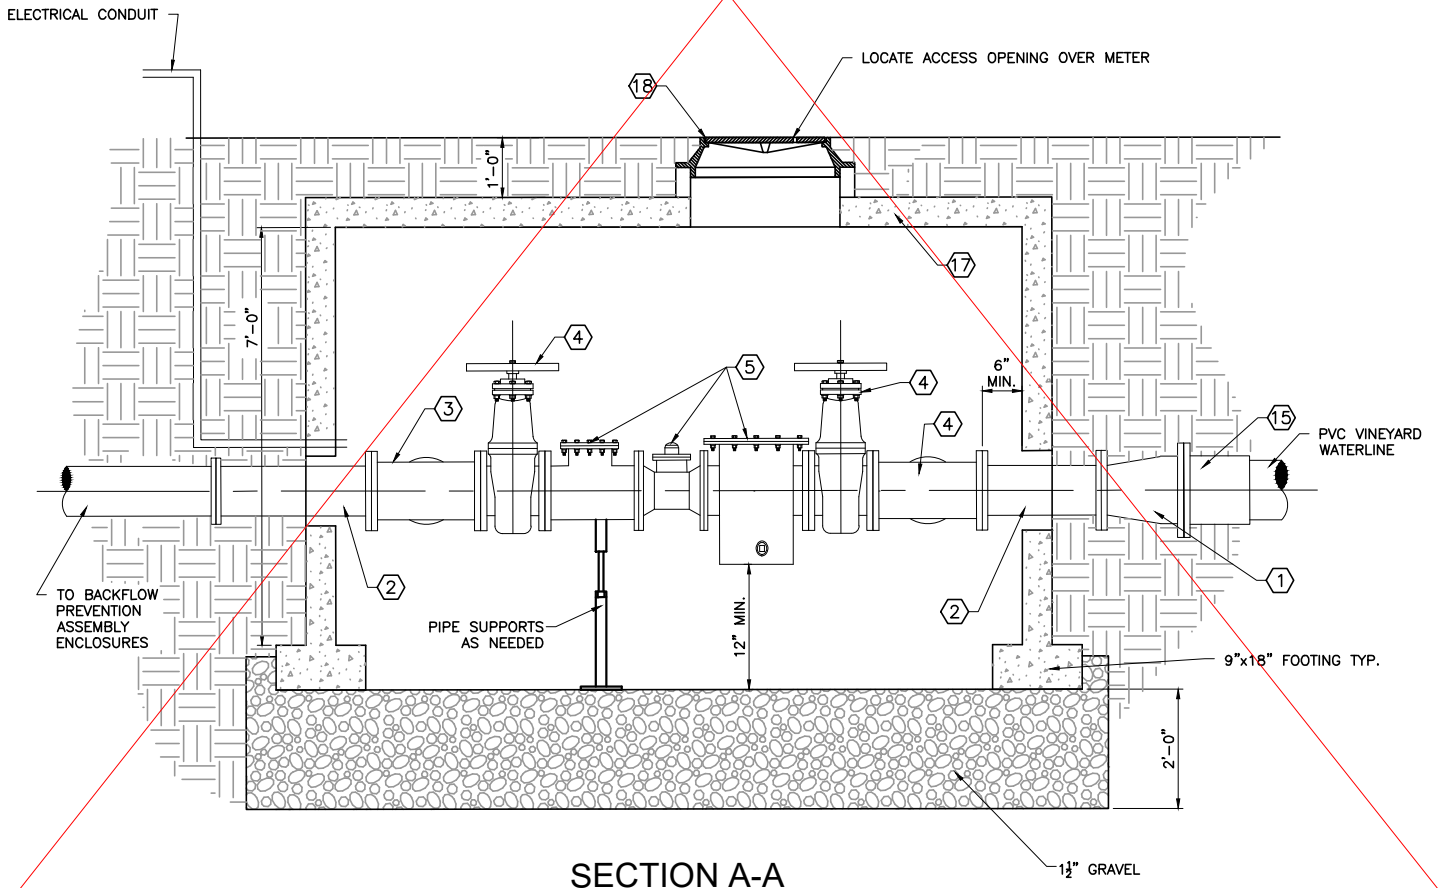 ELECTRICAL CONDUIT
LOCATE ACCESS OPENING OVER METER
18
1'-0"
17
7'-0"
4
5
4
6"
MIN.
3
4
15
PVC VINEYARD
WATERLINE
2
2
1
TO BACKFLOW
PREVENTION
ASSEMBLY
ENCLOSURES
PIPE SUPPORTS
AS NEEDED
12" MIN.
9"x18" FOOTING TYP.
2'-0"
1½" GRAVEL
SECTION A-A